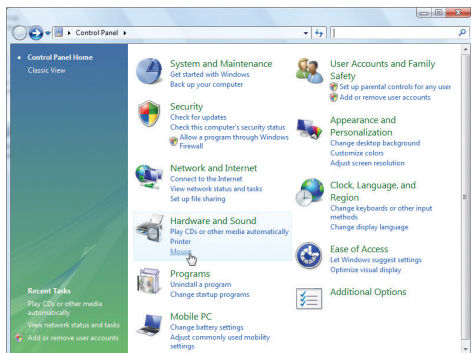 Control Panel
Control Panel Home
Classic View
System and Maintenance
Get started with Windows
Back up your computer
Security
Check for updates
Check this computer's security status
Allow a program through Windows
Firewall
Network and Internet
Connect to the Internet
View network status and tasks
Set up file sharing
Hardware and Sound
Play CDs or other media automatically
Printer
Mouse
Programs
Uninstall a program
Change startup programs
Mobile PC
Change battery settings
Adjust commonly used mobility
settings
User Accounts and Family
Safety
Set up parental controls for any user
Add or remove user accounts
Appearance and
Personalization
Change desktop background
Customize colors
Adjust screen resolution
Clock, Language, and
Region
Change keyboards or other input
methods
Change display language
Ease of Access
Let Windows suggest settings
Optimize visual display
Additional Options
Recent Tasks
Play CDs or other media
automatically
View network status and tasks
Add or remove user accounts